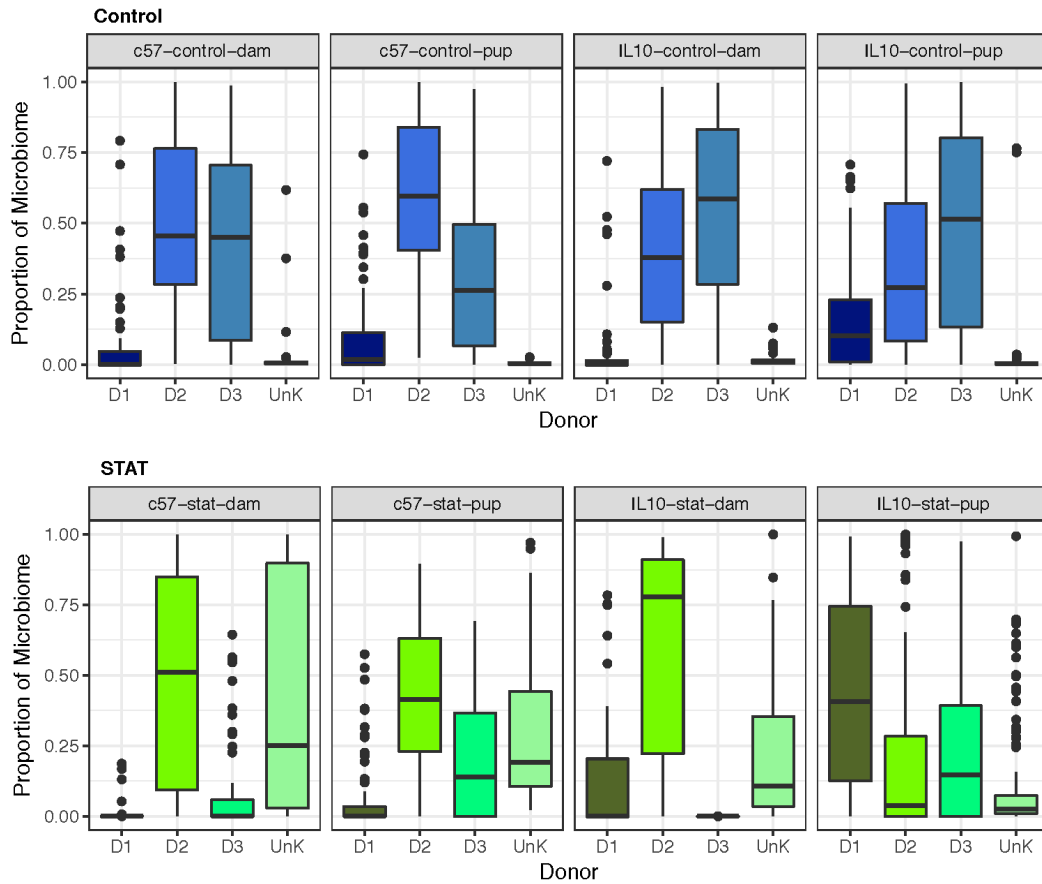 Control
c57-control-dam c57-control-pup IL10-control-dam IL10-control-pup
Proportion of Microbiome
1.00
0.75
0.50
0.25
0.00
D1 D2 D3 UnK D1 D2 D3 UnK D1 D2 D3 UnK D1 D2 D3 UnK
Donor
STAT
c57-stat-dam c57-stat-pup IL10-stat-dam IL10-stat-pup
Proportion of Microbiome
1.00
0.75
0.50
0.25
0.00
D1 D2 D3 UnK D1 D2 D3 UnK D1 D2 D3 UnK D1 D2 D3 UnK
Donor